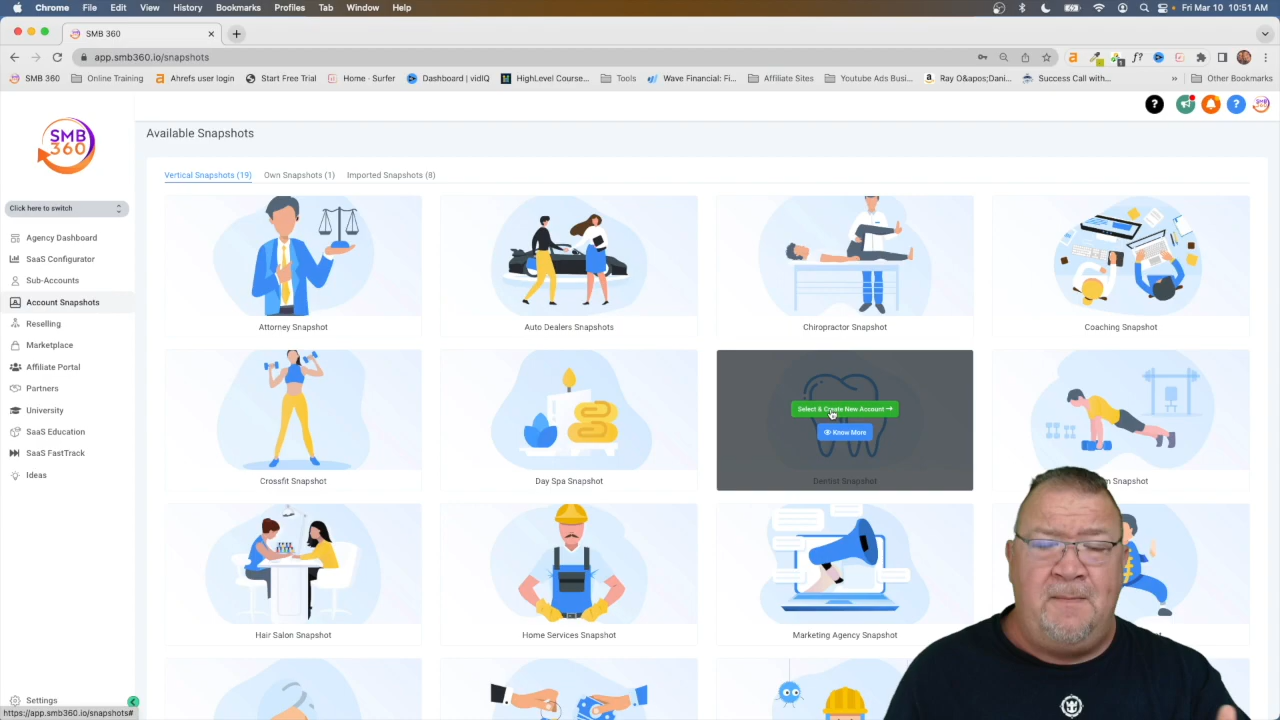 Chrome File Edit View History Bookmarks Profiles Tab Window Help
Fri Mar 10 10:51 AM
SMB 360
app.smb360.io/snapshots
SMB 360 Online Training Ahrefs user login Start Free Trial Home - Surfer Dashboard | vidIQ HighLevel Course... Tools Wave Financial: Fi... Affiliate Sites Youtube Ads Busi... Ray O&apos;Dani... Success Call with... » Other Bookmarks
SMB
360
Click here to switch
Agency Dashboard
SaaS Configurator
Sub-Accounts
Account Snapshots
Reselling
Marketplace
Affiliate Portal
Partners
University
SaaS Education
SaaS FastTrack
Ideas
Settings
https://app.smb360.io/snapshots#
Available Snapshots
Vertical Snapshots (19) Own Snapshots (1) Imported Snapshots (8)
Attorney Snapshot Auto Dealers Snapshots Chiropractor Snapshot Coaching Snapshot
Select & Create New Account
Know More
Crossfit Snapshot Day Spa Snapshot Dentist Snapshot Snapshot
Hair Salon Snapshot Home Services Snapshot Marketing Agency Snapshot